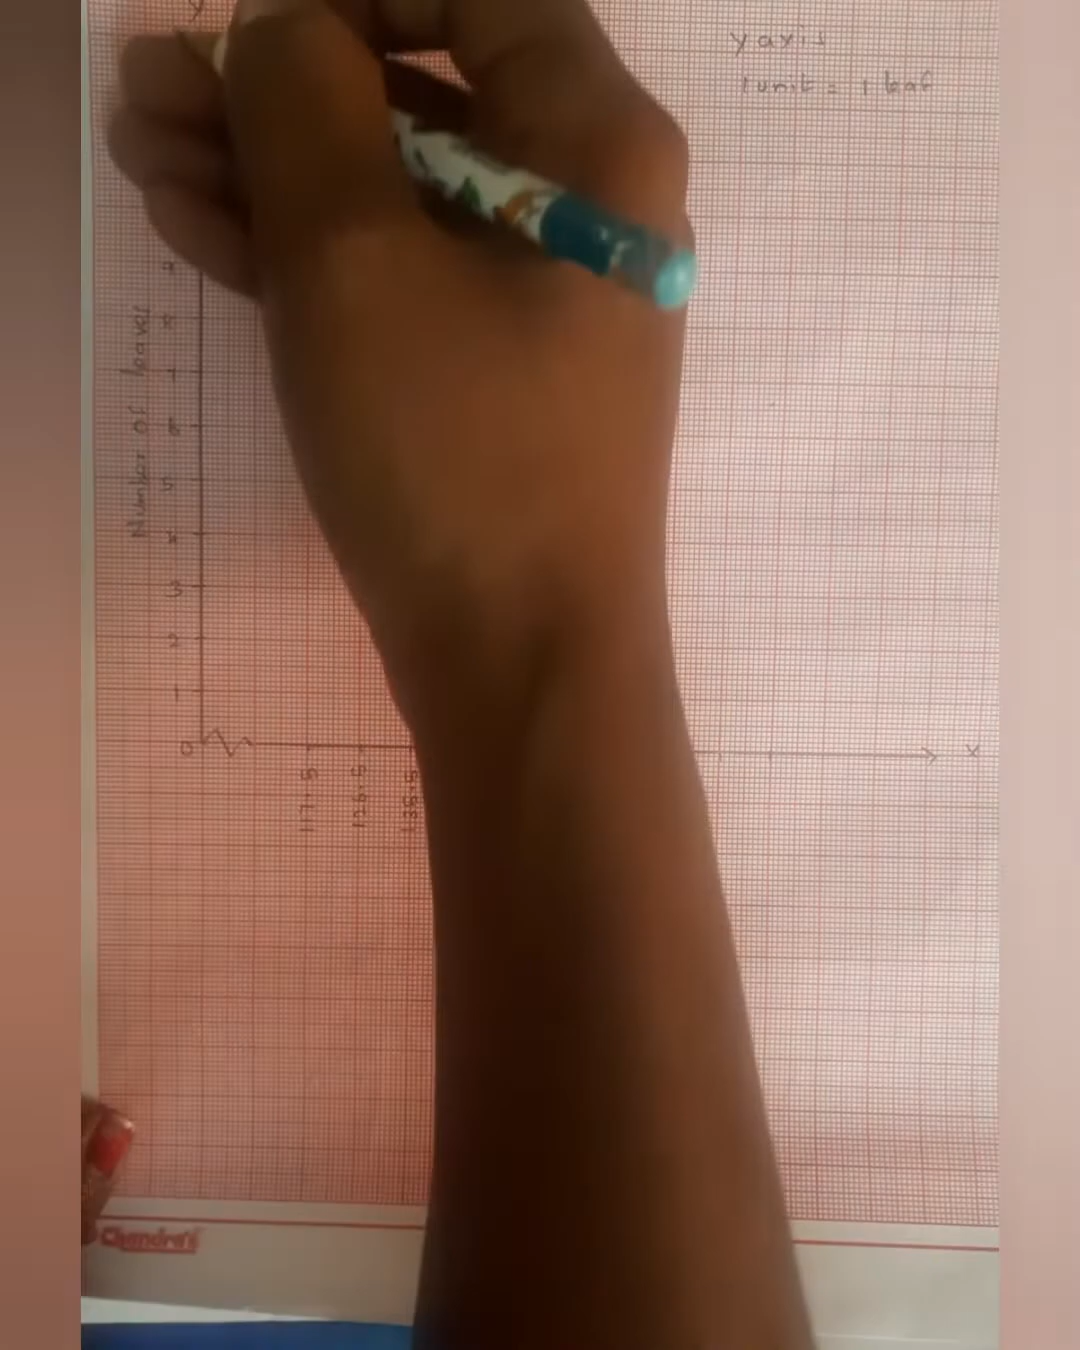 y
y axis
1 unit = 1 leaf
Number of leaves
9
8
7
6
5
4
3
2
1
0
x
117.5
126.5
135.5
Chandra's